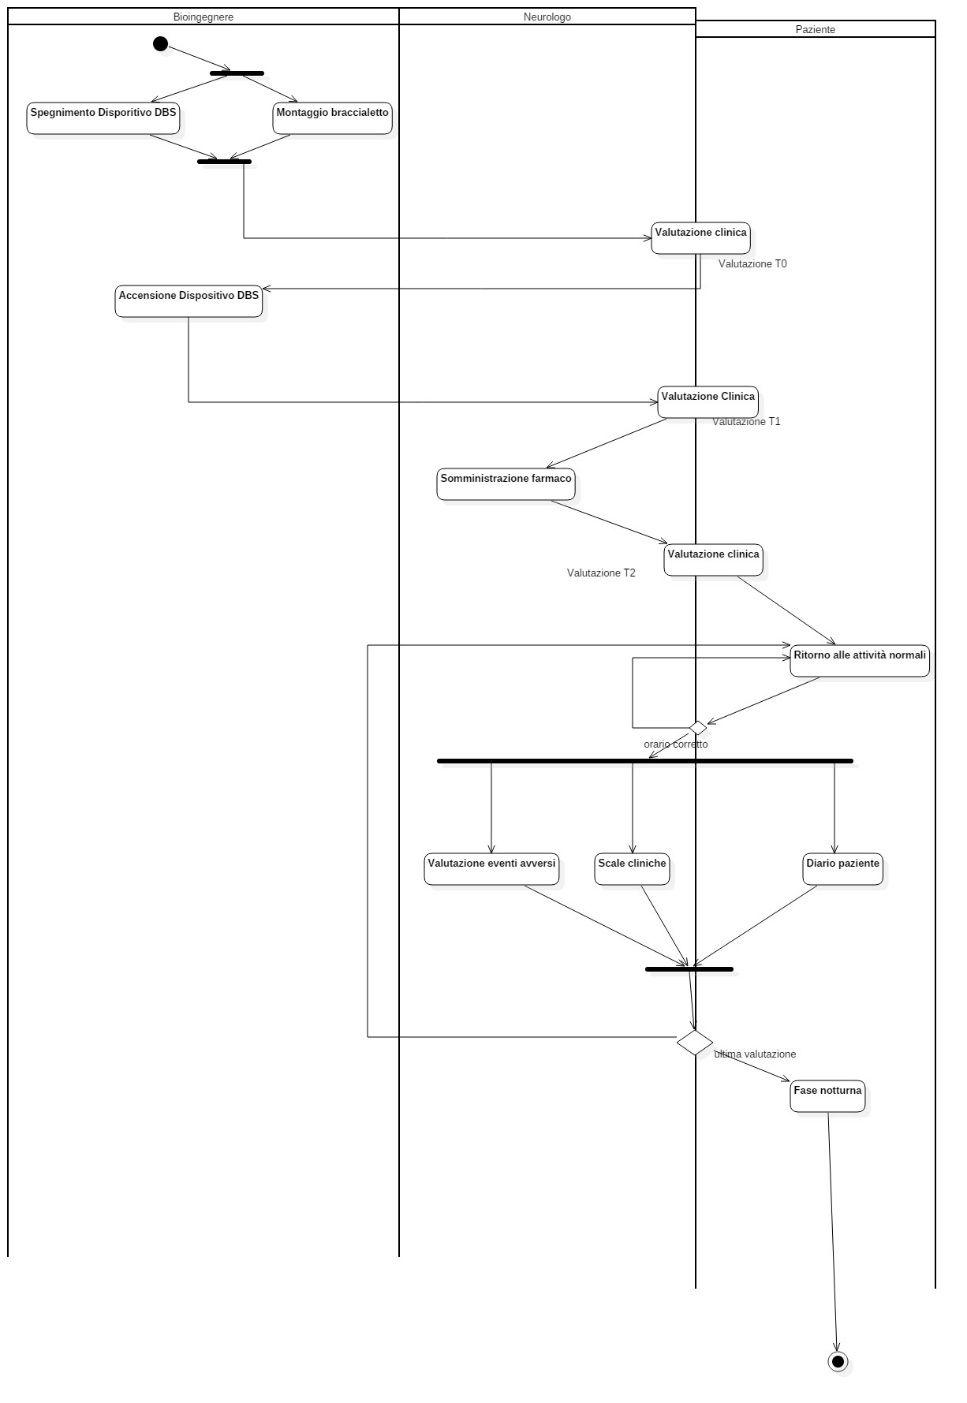 Bioingegnere
Neurologo
Paziente
Spegnimento Disporitivo DBS
Montaggio braccialetto
Valutazione clinica
Valutazione T0
Accensione Dispositivo DBS
Valutazione Clinica
Valutazione T1
Somministrazione farmaco
Valutazione clinica
Valutazione T2
Ritorno alle attività normali
orario corretto
Valutazione eventi avversi
Scale cliniche
Diario paziente
ultima valutazione
Fase notturna